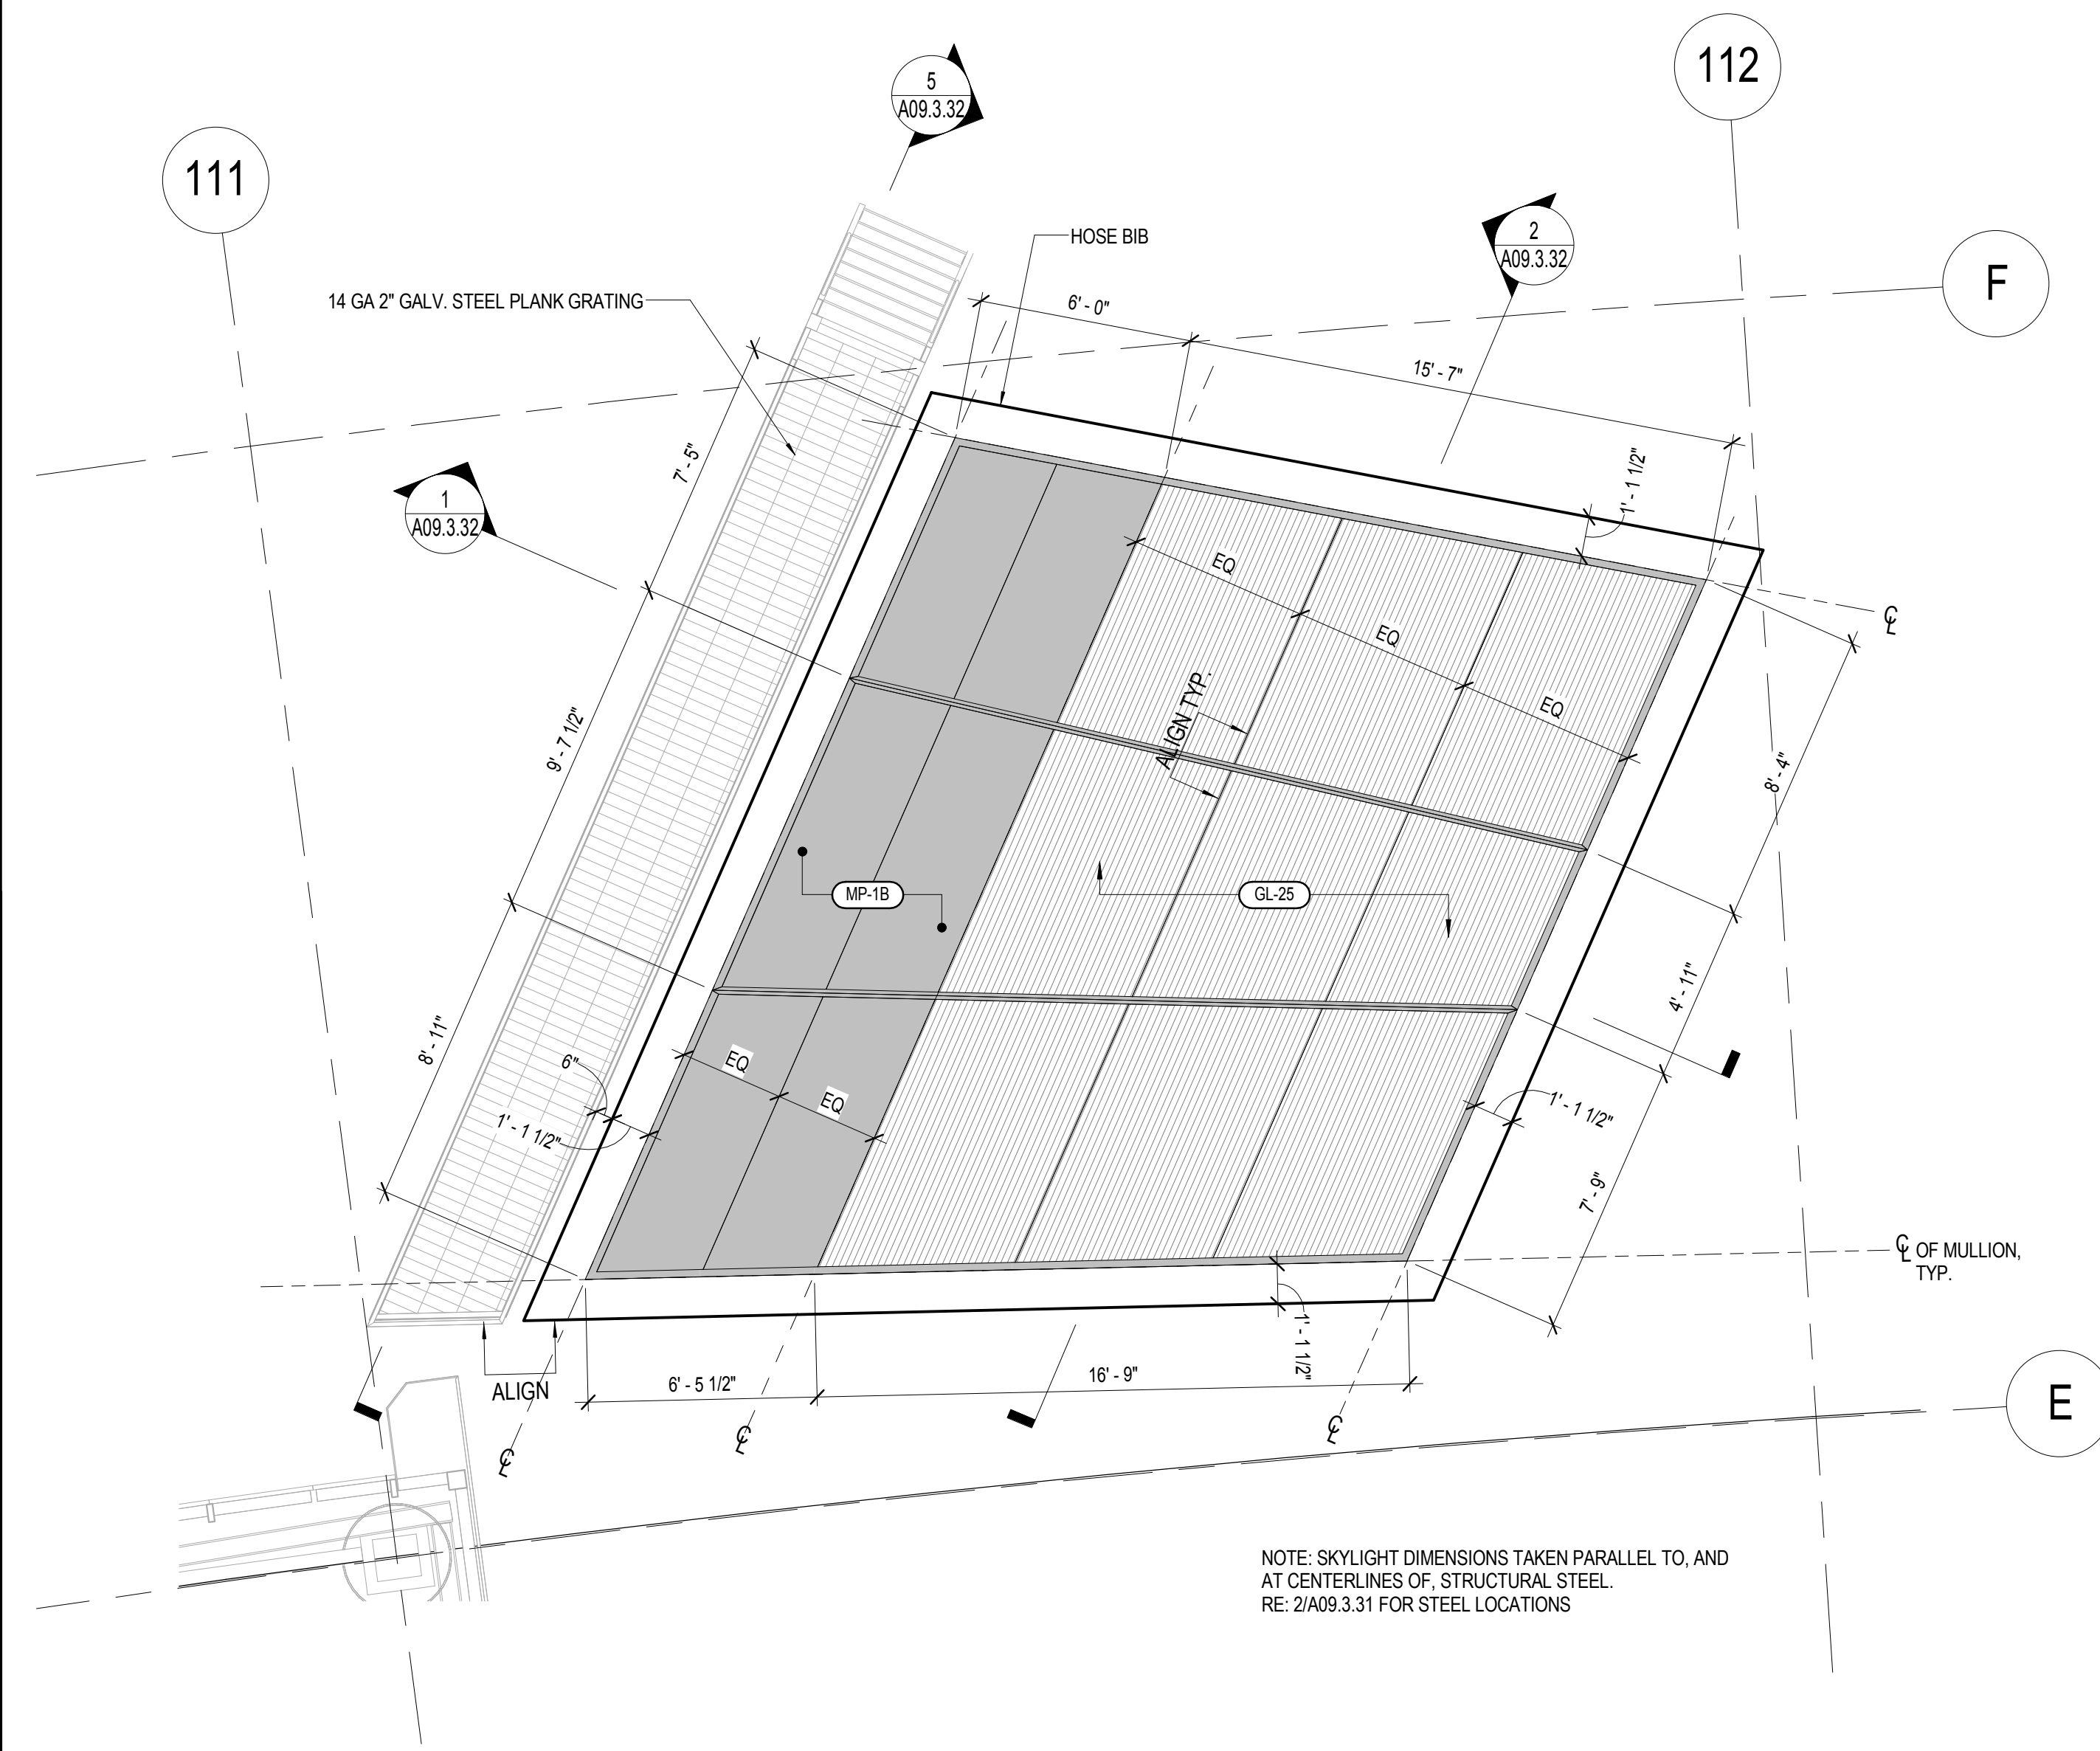 112
5
A09.3.32
111
2
A09.3.32
HOSE BIB
F
14 GA 2" GALV. STEEL PLANK GRATING
6' - 0"
15' - 7"
7' - 5"
1' - 1 1/2"
1
A09.3.32
EQ
EQ
EQ
ALIGN TYP.
CL
9' - 7 1/2"
8' - 4"
MP-1B
GL-25
4' - 11"
8' - 11"
6"
EQ
EQ
1' - 1 1/2"
1' - 1 1/2"
7' - 9"
CL OF MULLION,
TYP.
1' - 1 1/2"
6' - 5 1/2"
16' - 9"
ALIGN
CL
CL
CL
E
NOTE: SKYLIGHT DIMENSIONS TAKEN PARALLEL TO, AND
AT CENTERLINES OF, STRUCTURAL STEEL.
RE: 2/A09.3.31 FOR STEEL LOCATIONS